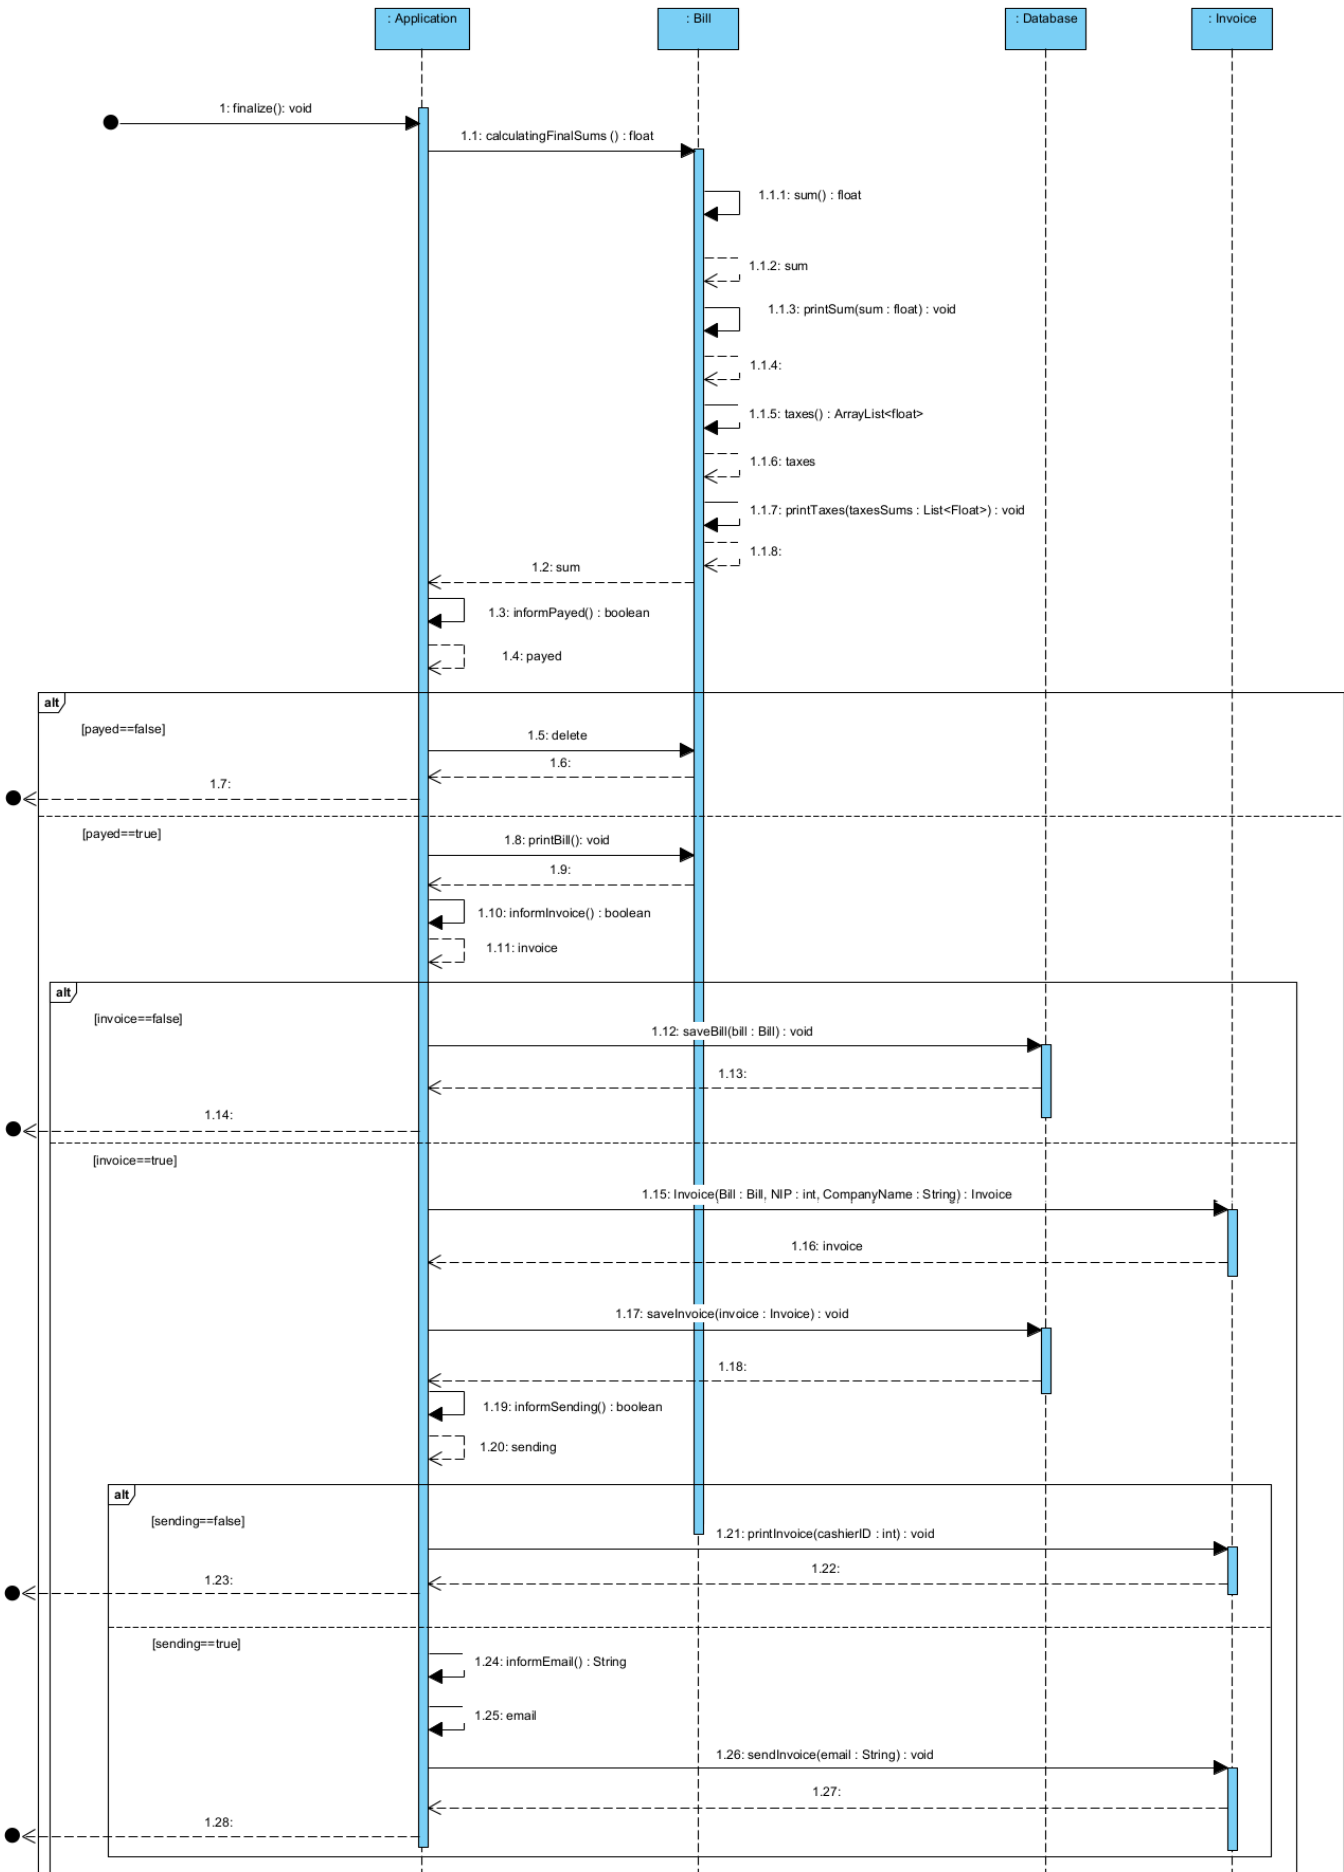 : Application
: Bill
: Database
: Invoice
1: finalize(): void
1.1: calculatingFinalSums () : float
1.1.1: sum() : float
1.1.2: sum
1.1.3: printSum(sum : float) : void
1.1.4:
1.1.5: taxes() : ArrayList<float>
1.1.6: taxes
1.1.7: printTaxes(taxesSums : List<Float>) : void
1.1.8:
1.2: sum
1.3: informPayed() : boolean
1.4: payed
alt
[payed==false]
1.5: delete
1.6:
1.7:
[payed==true]
1.8: printBill(): void
1.9:
1.10: informInvoice() : boolean
1.11: invoice
alt
[invoice==false]
1.12: saveBill(bill : Bill) : void
1.13:
1.14:
[invoice==true]
1.15: Invoice(Bill : Bill, NIP : int, CompanyName : String) : Invoice
1.16: invoice
1.17: saveInvoice(invoice : Invoice) : void
1.18:
1.19: informSending() : boolean
1.20: sending
alt
[sending==false]
1.21: printInvoice(cashierID : int) : void
1.22:
1.23:
[sending==true]
1.24: informEmail() : String
1.25: email
1.26: sendInvoice(email : String) : void
1.27:
1.28: